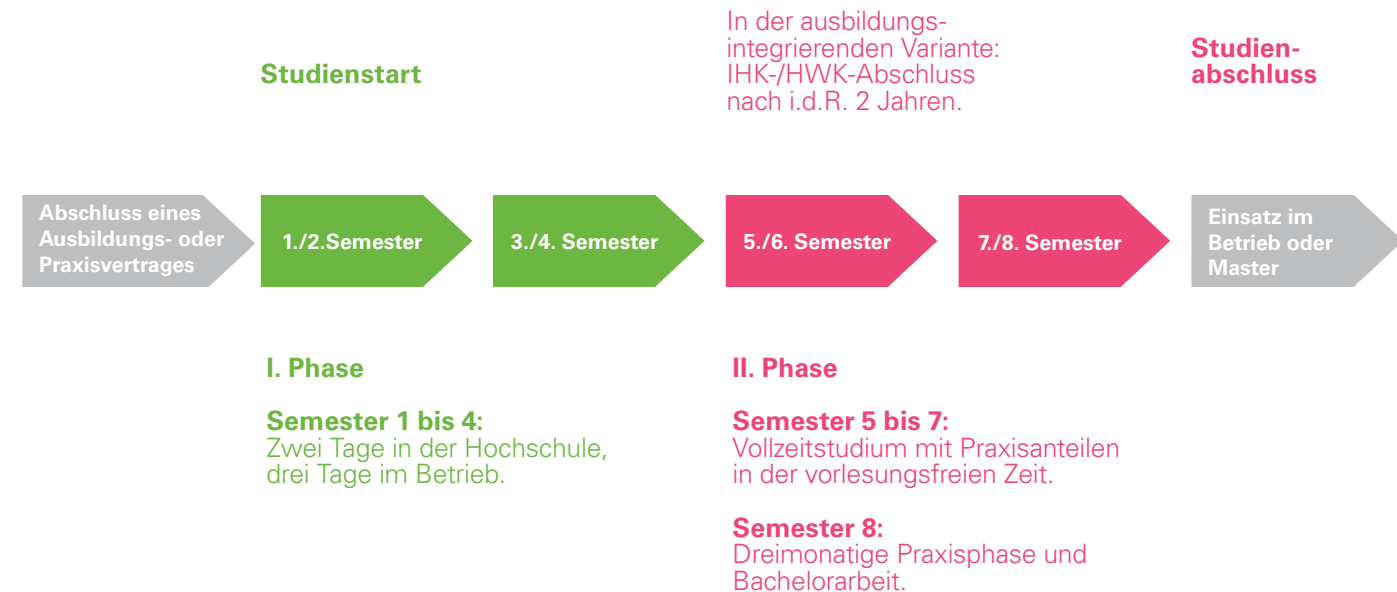 Studienstart
In der ausbildungs-
integrierenden Variante:
IHK-/HWK-Abschluss
nach i.d.R. 2 Jahren.
Studien-
abschluss
Abschluss eines
Ausbildungs- oder
Praxisvertrages
1./2.Semester
3./4. Semester
5./6. Semester
7./8. Semester
Einsatz im
Betrieb oder
Master
I. Phase
Semester 1 bis 4:
Zwei Tage in der Hochschule,
drei Tage im Betrieb.
II. Phase
Semester 5 bis 7:
Vollzeitstudium mit Praxisanteilen
in der vorlesungsfreien Zeit.
Semester 8:
Dreimonatige Praxisphase und
Bachelorarbeit.